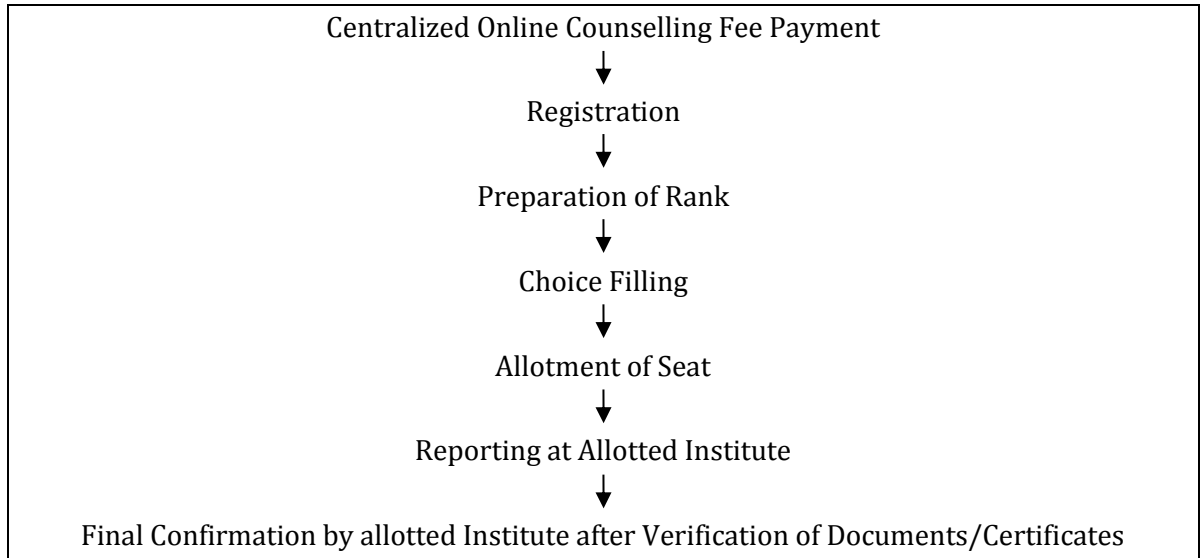 Centralized Online Counselling Fee Payment
Registration
Preparation of Rank
Choice Filling
Allotment of Seat
Reporting at Allotted Institute
Final Confirmation by allotted Institute after Verification of Documents/Certificates